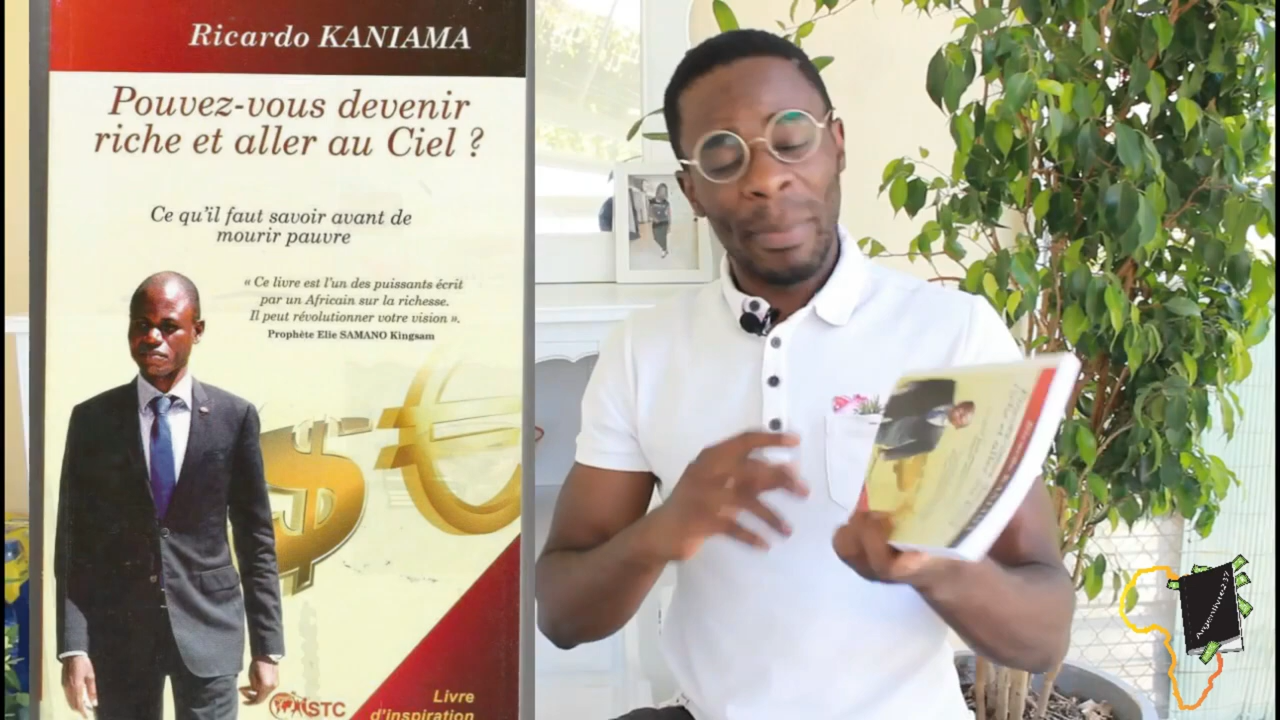 Ricardo KANIAMA
Pouvez-vous devenir
riche et aller au Ciel ?
Ce qu'il faut savoir avant de
mourir pauvre
« Ce livre est l'un des puissants écrit
par un Africain sur la richesse.
Il peut révolutionner votre vision ».
Prophète Elie SAMANO Kingsam
STC
Livre
d'inspiration
Argentlivre237